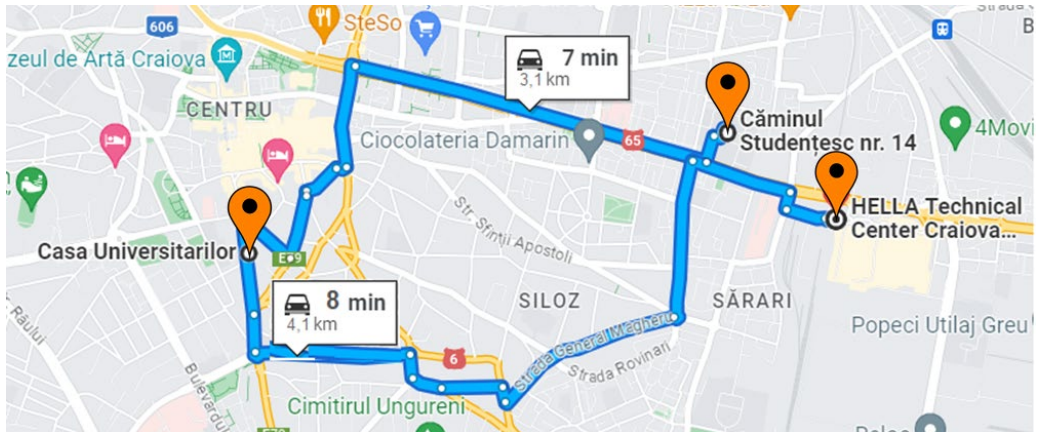 606
SteSo
zeul de Artă Craiova
CENTRU
7 min
3,1 km
Ciocolateria Damarin
65
Căminul
Studențesc nr. 14
4Movi
HELLA Technical
Center Craiova...
Str. Sfinții Apostoli
Casa Universitarilor
E79
8 min
4,1 km
SILOZ
SĂRARI
Popeci Utilaj Greu
Strada General Magheru
Strada Rovinari
6
Râului
Bulevardul
Cimitirul Ungureni